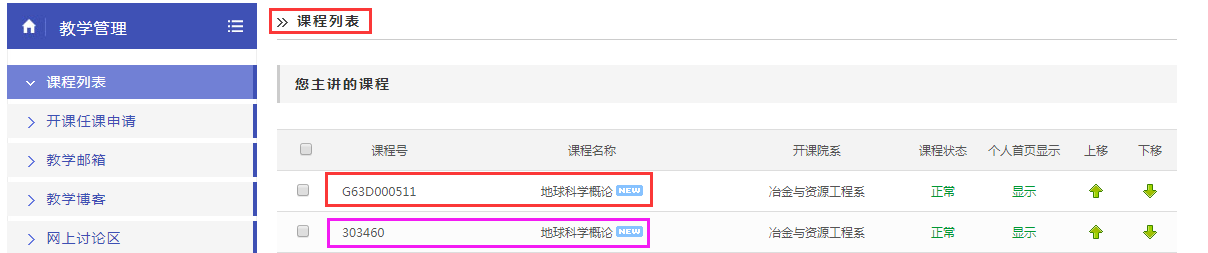 教学管理
课程列表
开课任课申请
教学邮箱
教学博客
网上讨论区
课程列表
您主讲的课程
课程号 课程名称 开课院系 课程状态 个人首页显示 上移 下移
G63D000511 地球科学概论 NEW 冶金与资源工程系 正常 显示
303460 地球科学概论 NEW 冶金与资源工程系 正常 显示